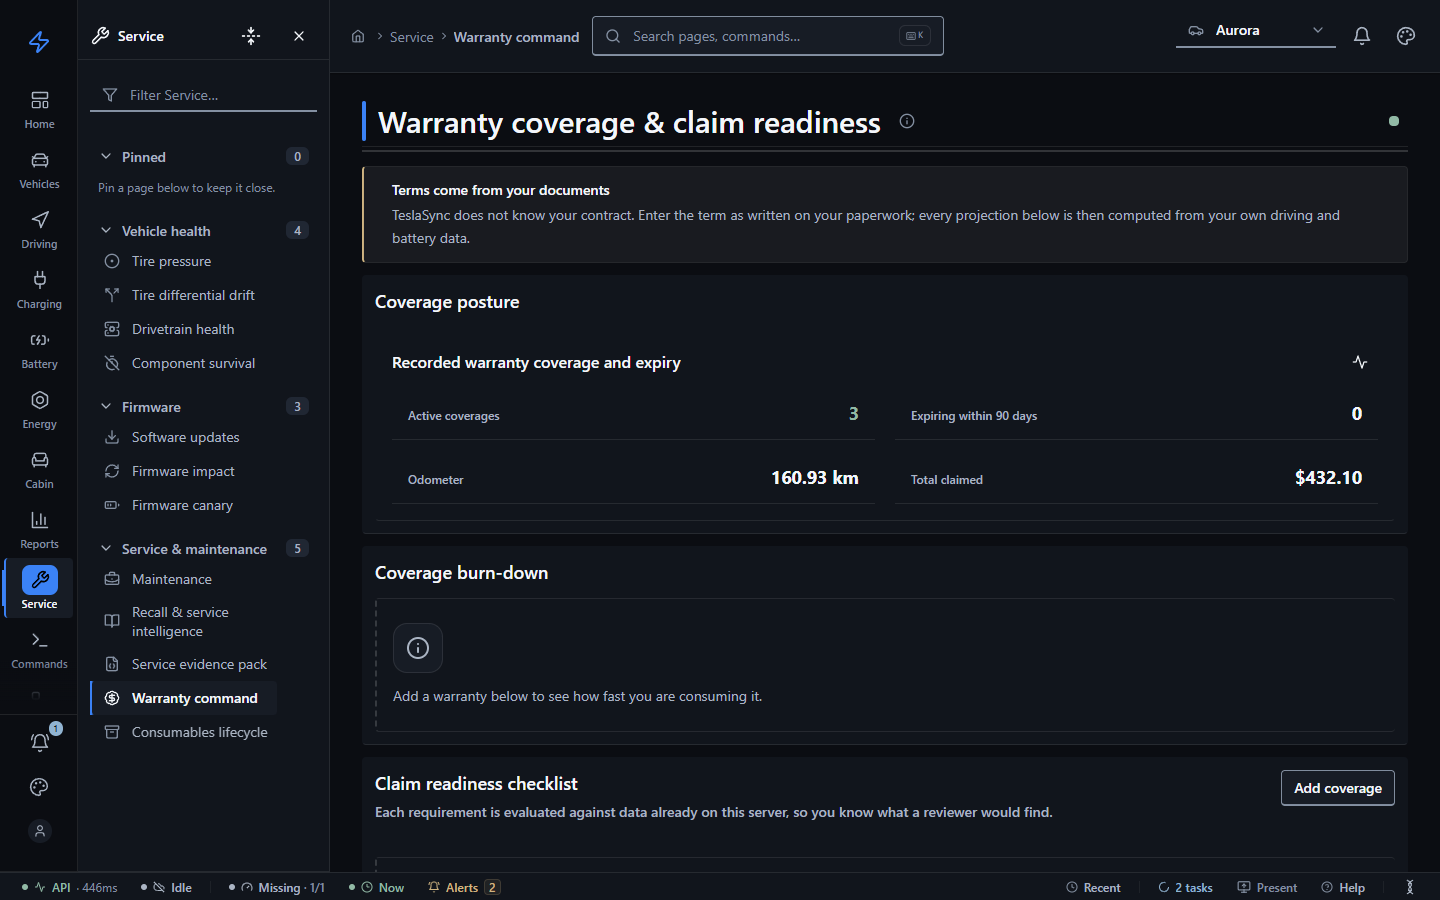 Home
Vehicles
Driving
Charging
Battery
Energy
Cabin
Reports
Service
Commands
1
Service
Filter Service...
Pinned 0
Pin a page below to keep it close.
Vehicle health 4
Tire pressure
Tire differential drift
Drivetrain health
Component survival
Firmware 3
Software updates
Firmware impact
Firmware canary
Service & maintenance 5
Maintenance
Recall & service
intelligence
Service evidence pack
Warranty command
Consumables lifecycle
Service Warranty command
Search pages, commands... K
Aurora
Warranty coverage & claim readiness
Terms come from your documents
TeslaSync does not know your contract. Enter the term as written on your paperwork; every projection below is then computed from your own driving and
battery data.
Coverage posture
Recorded warranty coverage and expiry
Active coverages 3
Expiring within 90 days 0
Odometer 160.93 km
Total claimed $432.10
Coverage burn-down
Add a warranty below to see how fast you are consuming it.
Claim readiness checklist
Add coverage
Each requirement is evaluated against data already on this server, so you know what a reviewer would find.
API · 446ms Idle Missing · 1/1 Now Alerts 2 Recent 2 tasks Present Help